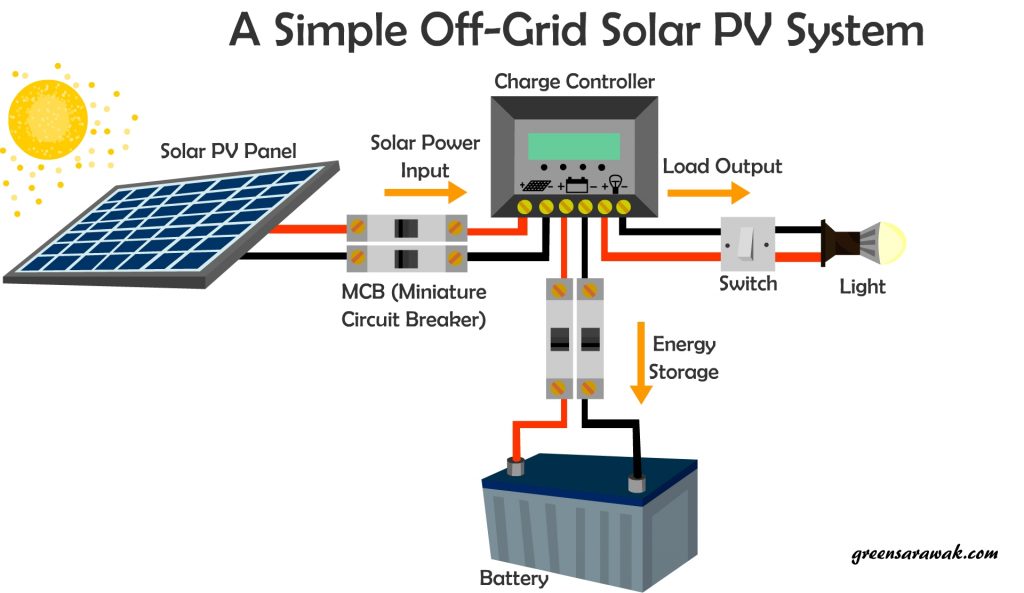 A Simple Off-Grid Solar PV System
Charge Controller
Solar PV Panel
Solar Power
Input
Load Output
+ - + - + -
MCB (Miniature
Circuit Breaker)
Switch
Light
Energy
Storage
Battery
greensarawak.com